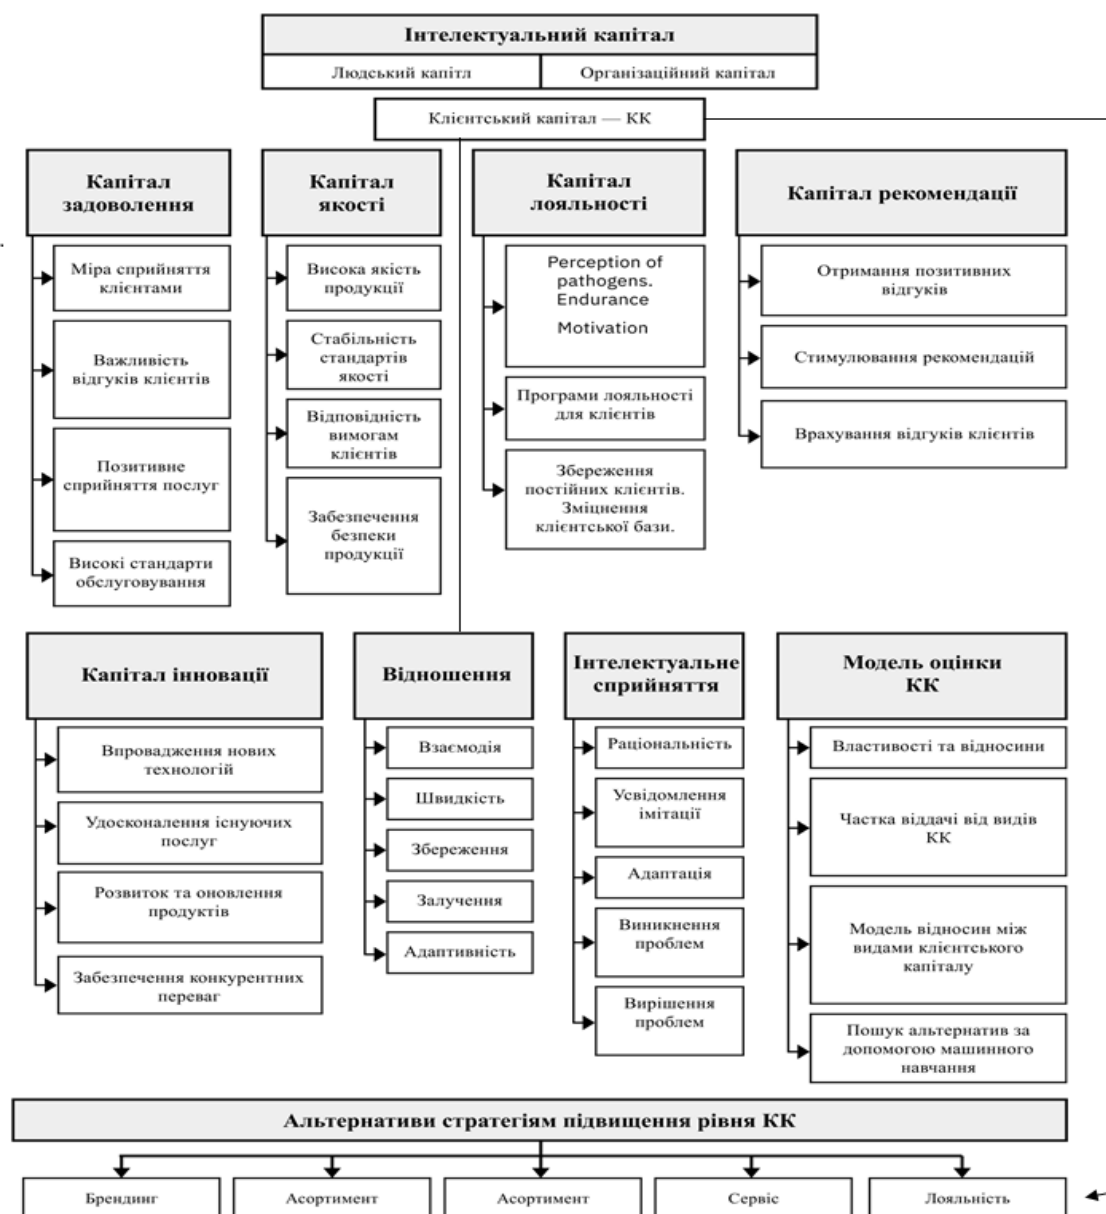 Інтелектуальний капітал
Людський капітл
Організаційний капітал
Клієнтський капітал — КК
Капітал
задоволення
Міра сприйняття
клієнтами
Важливість
відгуків клієнтів
Позитивне
сприйняття послуг
Високі стандарти
обслуговування
Капітал
якості
Висока якість
продукції
Стабільність
стандартів
якості
Відповідність
вимогам
клієнтів
Забезпечення
безпеки
продукції
Капітал
лояльності
Perception of
pathogens.
Endurance
Motivation
Програми лояльності
для клієнтів
Збереження
постійних клієнтів.
Зміцнення
клієнтської бази.
Капітал рекомендації
Отримання позитивних
відгуків
Стимулювання рекомендацій
Врахування відгуків клієнтів
Капітал інновації
Впровадження нових
технологій
Удосконалення існуючих
послуг
Розвиток та оновлення
продуктів
Забезпечення конкурентних
переваг
Відношення
Взаємодія
Швидкість
Збереження
Залучення
Адаптивність
Інтелектуальне
сприйняття
Раціональність
Усвідомлення
імітації
Адаптація
Виникнення
проблем
Вирішення
проблем
Модель оцінки
КК
Властивості та відносини
Частка віддачі від видів
КК
Модель відносин між
видами клієнтського
капіталу
Пошук альтернатив за
допомогою машинного
навчання
Альтернативи стратегіям підвищення рівня КК
Брендинг
Асортимент
Асортимент
Сервіс
Лояльність